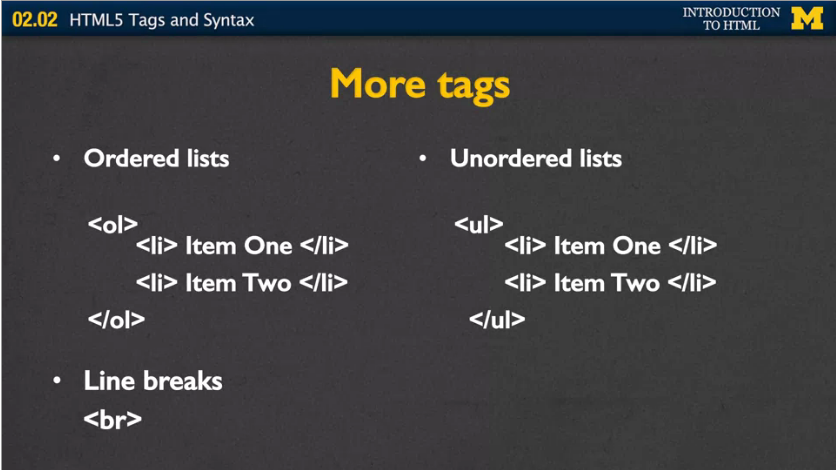 02.02 HTML5 Tags and Syntax
INTRODUCTION
TO HTML
M
More tags
• Ordered lists
<ol>
<li> Item One </li>
<li> Item Two </li>
</ol>
• Line breaks
<br>
• Unordered lists
<ul>
<li> Item One </li>
<li> Item Two </li>
</ul>